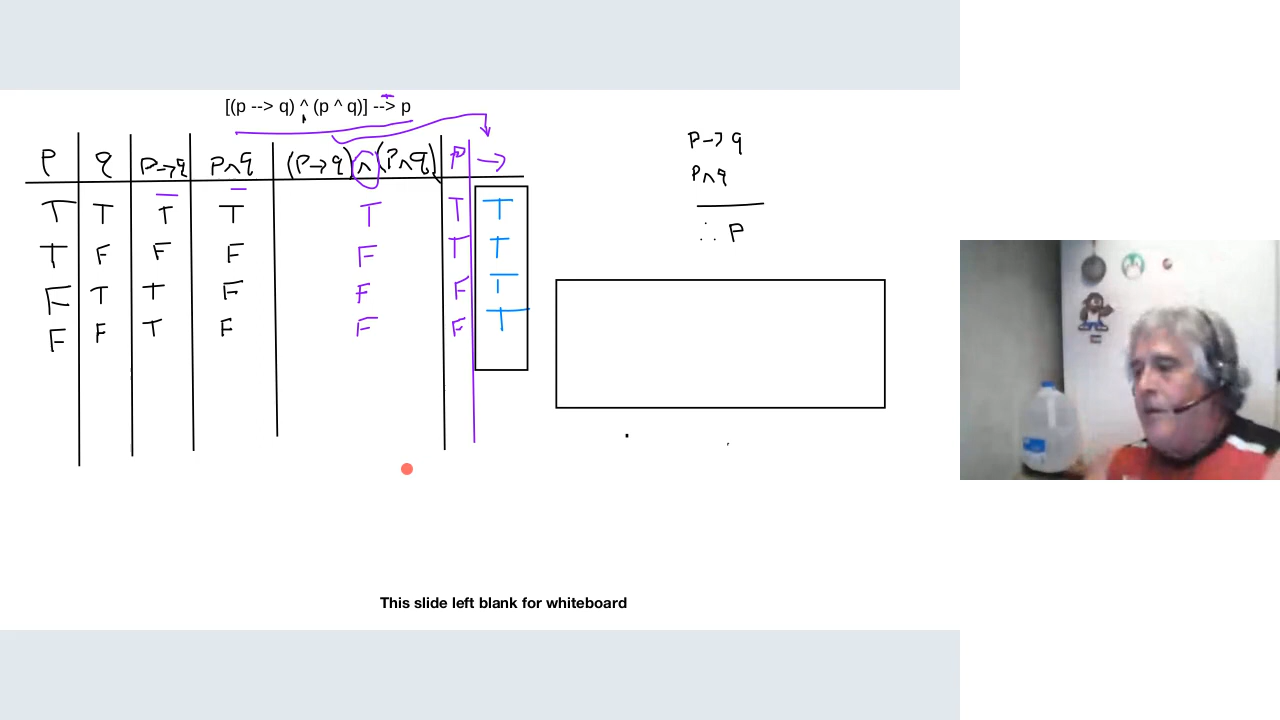 [(p --> q) ^ (p ^ q)] --> p
P q P→q P∧q (P→q)∧(P∧q) P →
T T T T T T T
T F F F F T T
F T T F F F T
F F T F F F T
P→q
P∧q
∴ P
This slide left blank for whiteboard